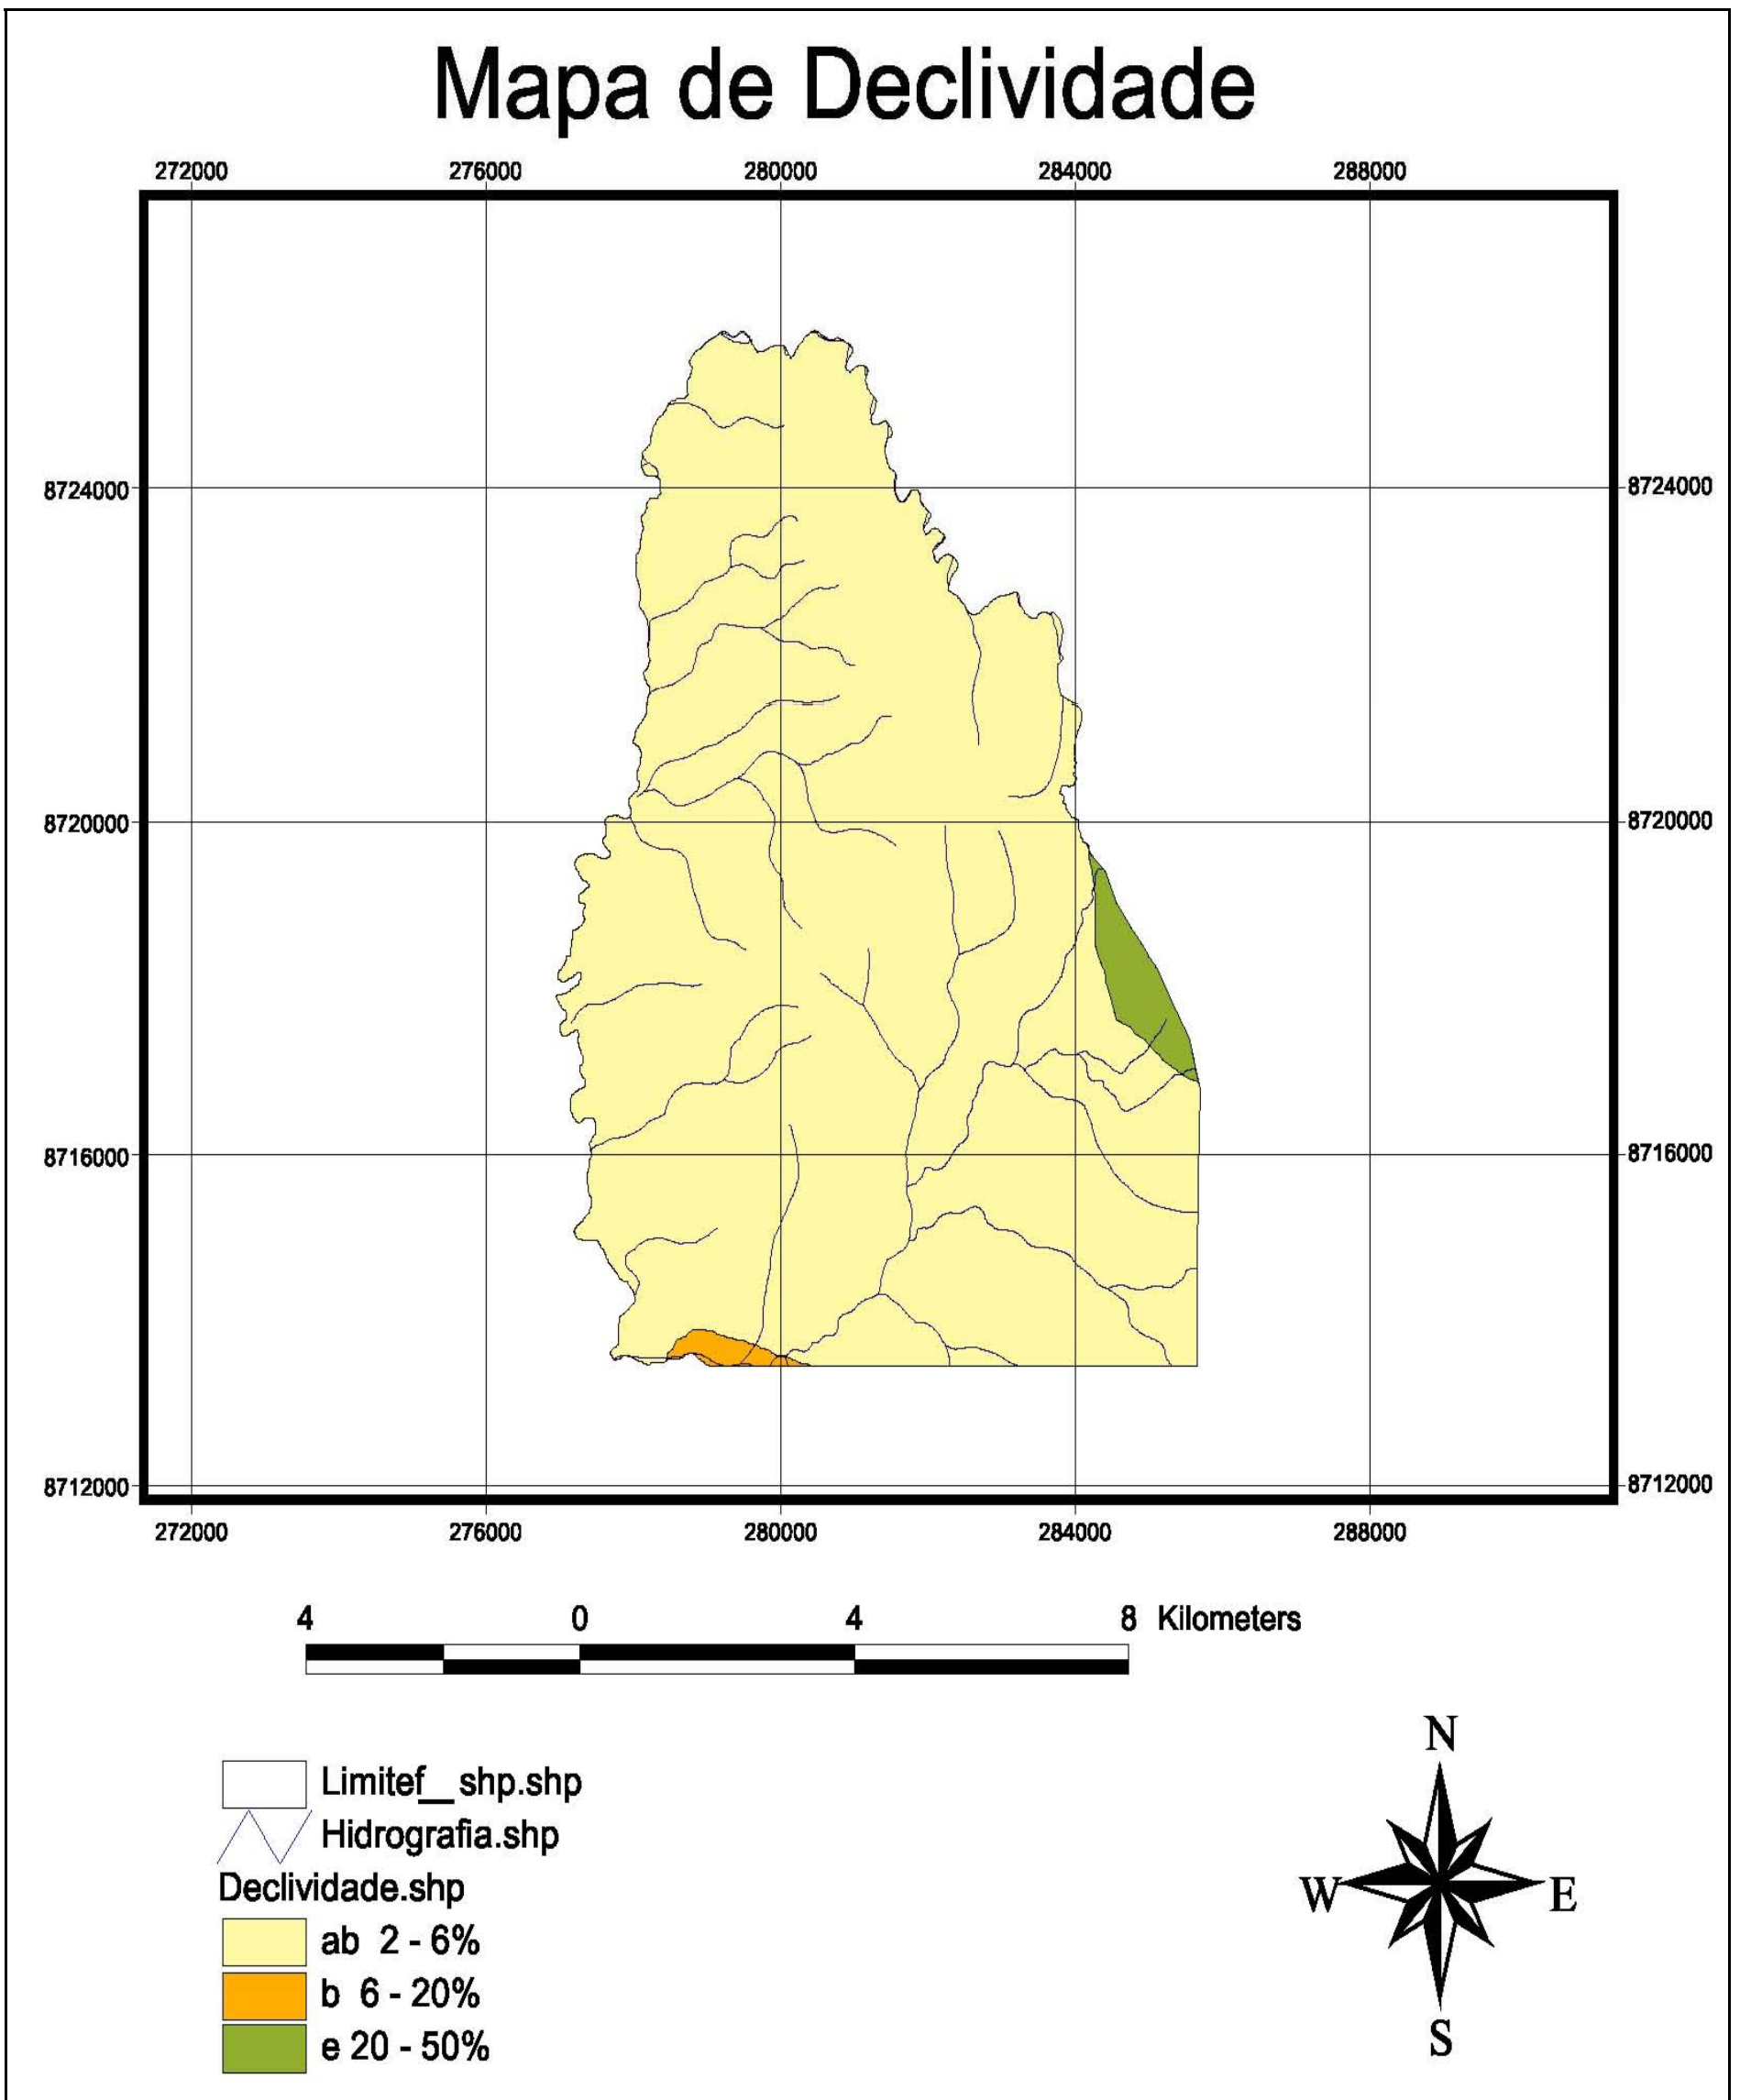 Mapa de Declividade
272000 276000 280000 284000 288000
8724000 8724000
8720000 8720000
8716000 8716000
8712000 8712000
272000 276000 280000 284000 288000
4 0 4 8 Kilometers
Limitef__shp.shp
Hidrografia.shp
Declividade.shp
ab 2 - 6%
b 6 - 20%
e 20 - 50%
N
W E
S